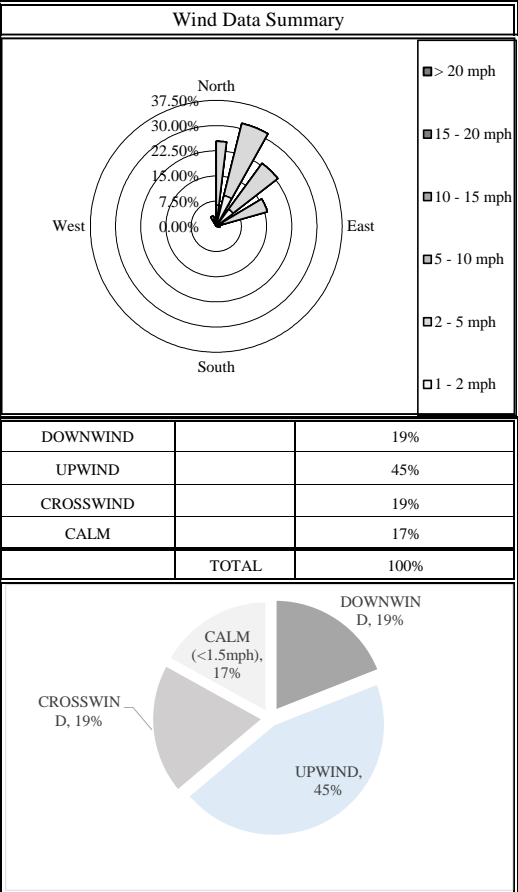 Wind Data Summary
North
37.50%
30.00%
22.50%
15.00%
7.50%
0.00%
West
East
South
> 20 mph
15 - 20 mph
10 - 15 mph
5 - 10 mph
2 - 5 mph
1 - 2 mph
DOWNWIND 19%
UPWIND 45%
CROSSWIND 19%
CALM 17%
TOTAL 100%
DOWNWIN
D, 19%
CALM
(<1.5mph),
17%
CROSSWIN
D, 19%
UPWIND,
45%